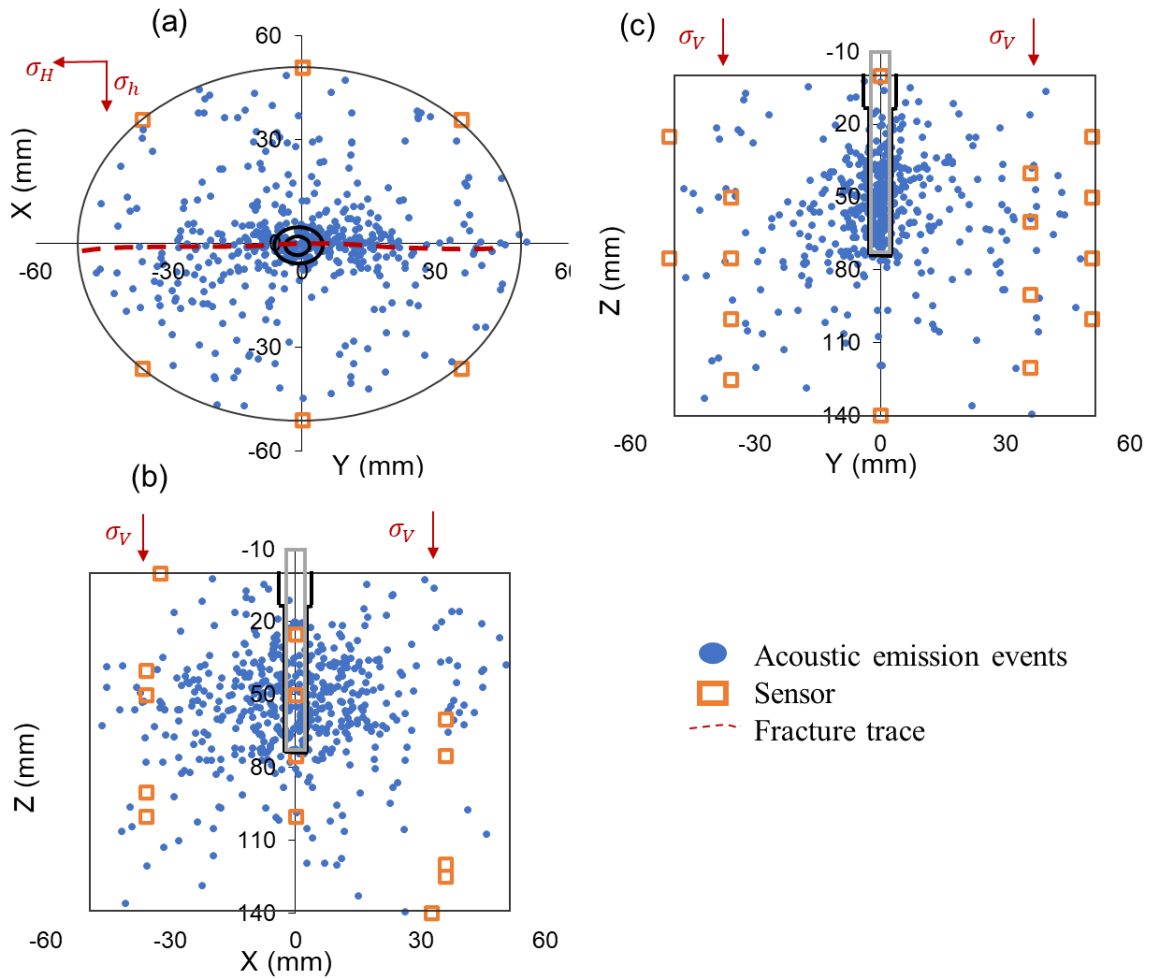 (a)
60
σH
σh
30
X (mm)
0
-60
-30
0
30
60
-30
-60
Y (mm)
(c)
σV
σV
-10
20
50
80
110
140
Z (mm)
-60
-30
0
30
60
Y (mm)
(b)
σV
σV
-10
20
50
80
110
140
Z (mm)
-60
-30
0
30
60
X (mm)
Acoustic emission events
Sensor
Fracture trace